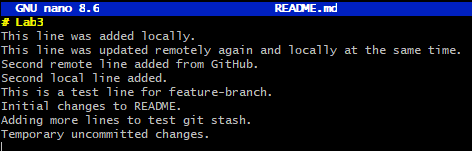 GNU nano 8.6 README.md
# Lab3
This line was added locally.
This line was updated remotely again and locally at the same time.
Second remote line added from GitHub.
Second local line added.
This is a test line for feature-branch.
Initial changes to README.
Adding more lines to test git stash.
Temporary uncommitted changes.